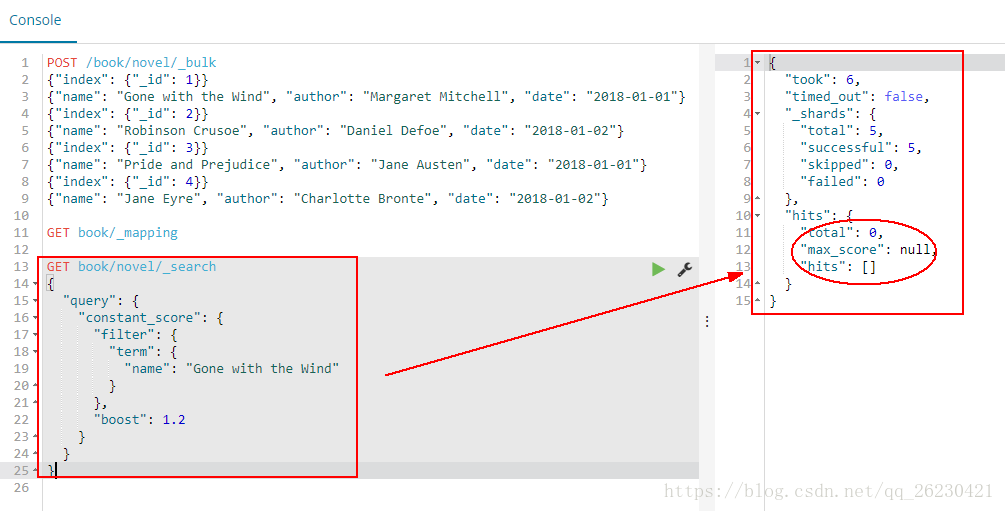 Console
1 POST /book/novel/_bulk
2 {"index": {"_id": 1}}
3 {"name": "Gone with the Wind", "author": "Margaret Mitchell", "date": "2018-01-01"}
4 {"index": {"_id": 2}}
5 {"name": "Robinson Crusoe", "author": "Daniel Defoe", "date": "2018-01-02"}
6 {"index": {"_id": 3}}
7 {"name": "Pride and Prejudice", "author": "Jane Austen", "date": "2018-01-01"}
8 {"index": {"_id": 4}}
9 {"name": "Jane Eyre", "author": "Charlotte Bronte", "date": "2018-01-02"}
10
11 GET book/_mapping
12
13 GET book/novel/_search
14 {
15   "query": {
16     "constant_score": {
17       "filter": {
18         "term": {
19           "name": "Gone with the Wind"
20         }
21       },
22       "boost": 1.2
23     }
24   }
25 }
26
1 {
2   "took": 6,
3   "timed_out": false,
4   "_shards": {
5     "total": 5,
6     "successful": 5,
7     "skipped": 0,
8     "failed": 0
9   },
10   "hits": {
11     "total": 0,
12     "max_score": null,
13     "hits": []
14   }
15 }
https://blog.csdn.net/qq_26230421